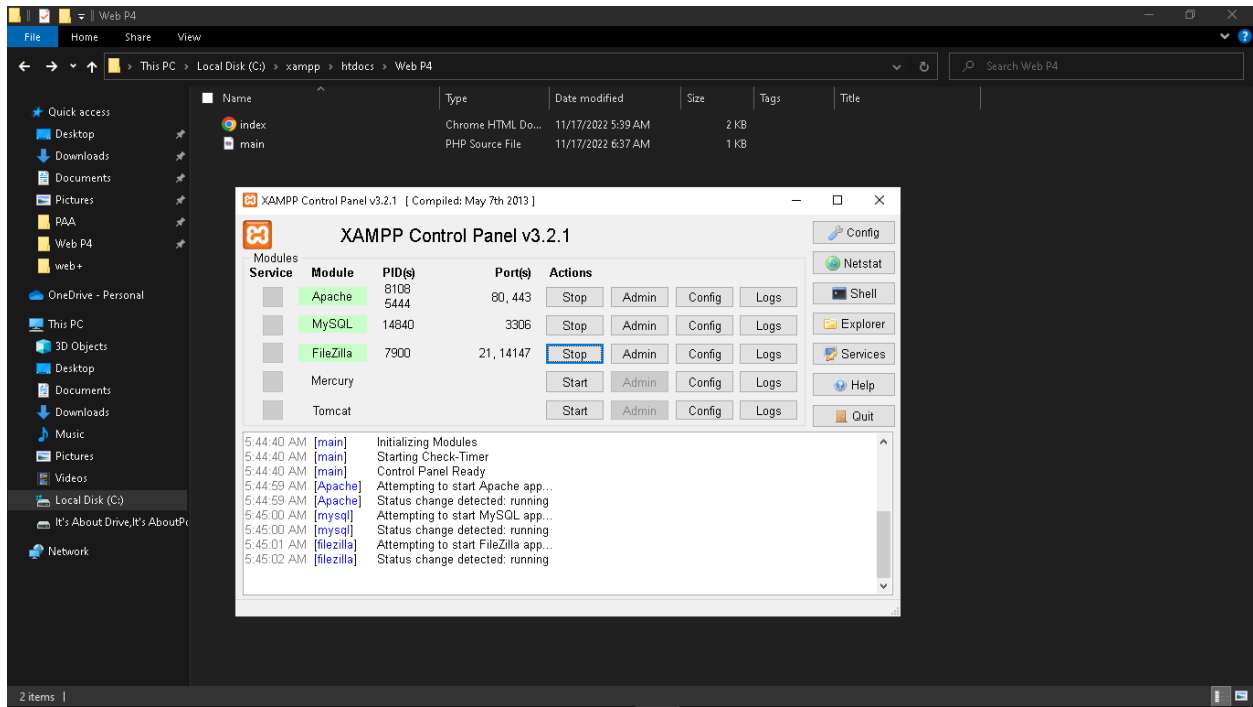 Web P4
File Home Share View
This PC Local Disk (C:) xampp htdocs Web P4
Search Web P4
Name Type Date modified Size Tags Title
index Chrome HTML Do... 11/17/2022 5:39 AM 2 KB
main PHP Source File 11/17/2022 6:37 AM 1 KB
Quick access
Desktop
Downloads
Documents
Pictures
PAA
Web P4
web+
OneDrive - Personal
This PC
3D Objects
Desktop
Documents
Downloads
Music
Pictures
Videos
Local Disk (C:)
It's About Drive,It's AboutPo
Network
XAMPP Control Panel v3.2.1 [ Compiled: May 7th 2013 ]
XAMPP Control Panel v3.2.1
Modules
Service Module PID(s) Port(s) Actions
Apache 8108 5444 80, 443 Stop Admin Config Logs
MySQL 14840 3306 Stop Admin Config Logs
FileZilla 7900 21, 14147 Stop Admin Config Logs
Mercury Start Admin Config Logs
Tomcat Start Admin Config Logs
Config
Netstat
Shell
Explorer
Services
Help
Quit
5:44:40 AM [main] Initializing Modules
5:44:40 AM [main] Starting Check-Timer
5:44:40 AM [main] Control Panel Ready
5:44:59 AM [Apache] Attempting to start Apache app...
5:44:59 AM [Apache] Status change detected: running
5:45:00 AM [mysql] Attempting to start MySQL app...
5:45:00 AM [mysql] Status change detected: running
5:45:01 AM [filezilla] Attempting to start FileZilla app...
5:45:02 AM [filezilla] Status change detected: running
2 items